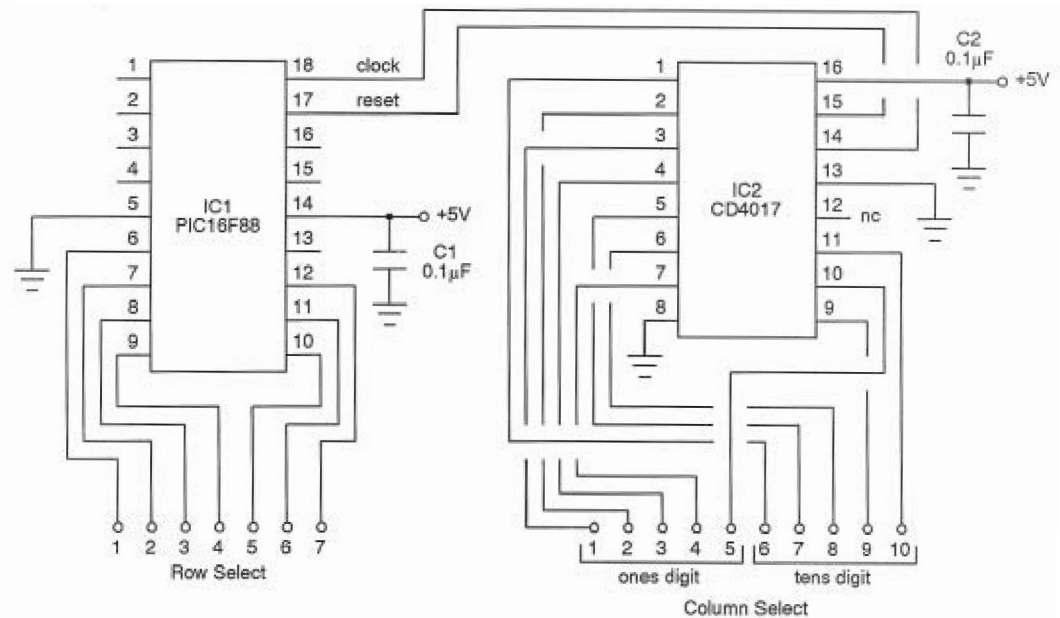 18
clock
17
reset
16
15
14
13
12
11
10
1
2
3
4
5
6
7
8
9
IC1
PIC16F88
+5V
C1
0.1µF
1 2 3 4 5 6 7
Row Select
C2
0.1µF
+5V
1
2
3
4
5
6
7
8
IC2
CD4017
16
15
14
13
12
nc
11
10
9
1 2 3 4 5 6 7 8 9 10
ones digit
tens digit
Column Select